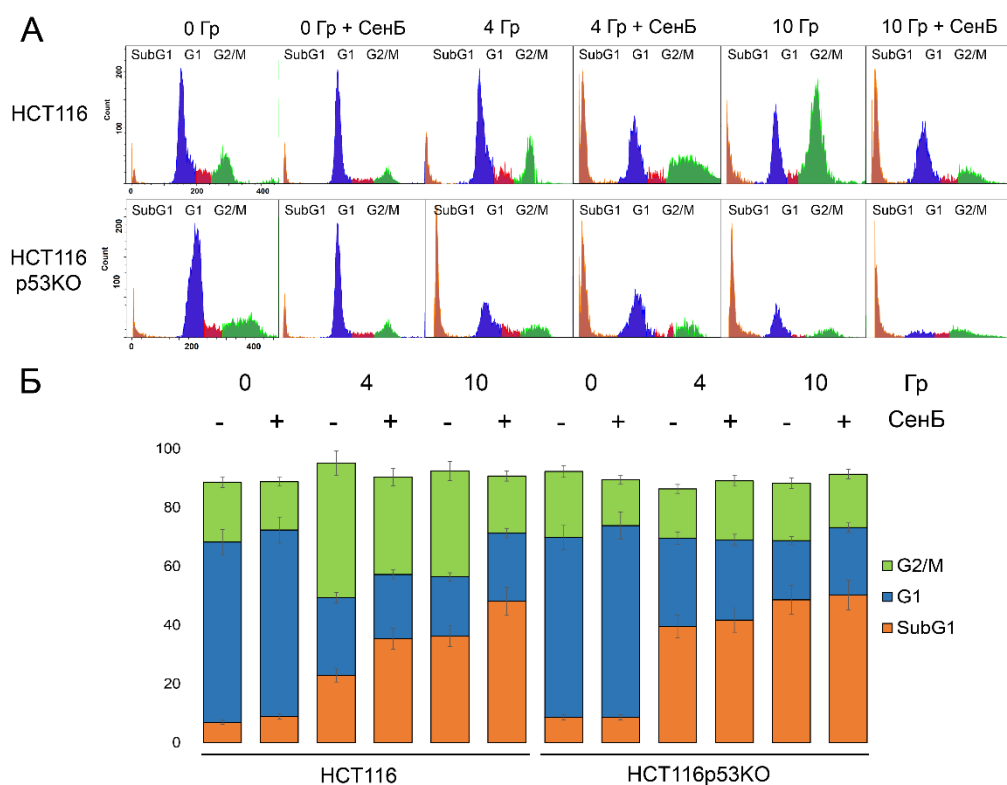 А
0 Гр 0 Гр + СенБ 4 Гр 4 Гр + СенБ 10 Гр 10 Гр + СенБ
HCT116
SubG1 G1 G2/M SubG1 G1 G2/M SubG1 G1 G2/M SubG1 G1 G2/M SubG1 G1 G2/M SubG1 G1 G2/M
Count
200
100
0 200 400
HCT116
p53KO
SubG1 G1 G2/M SubG1 G1 G2/M SubG1 G1 G2/M SubG1 G1 G2/M SubG1 G1 G2/M SubG1 G1 G2/M
Count
200
100
0 200 400
Б
0 4 10 0 4 10 Гр
- + - + - + - + - + - + СенБ
100
80
60
40
20
0
G2/M
G1
SubG1
HCT116 HCT116p53KO